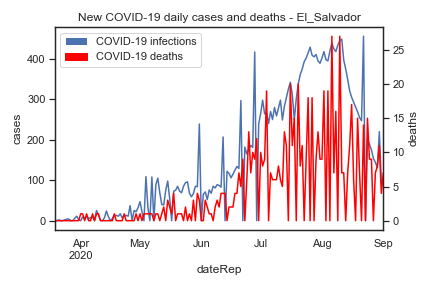 New COVID-19 daily cases and deaths - El_Salvador
COVID-19 infections
COVID-19 deaths
cases
400
300
200
100
0
deaths
25
20
15
10
5
0
Apr
2020
May
Jun
Jul
Aug
Sep
dateRep